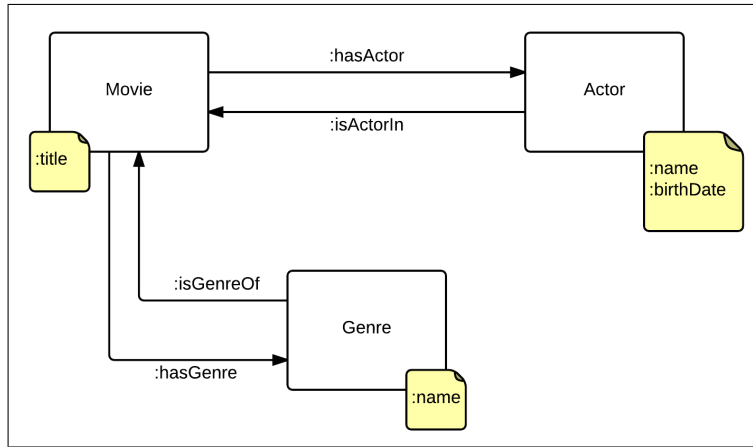 :hasActor
Movie
Actor
:isActorIn
:title
:name
:birthDate
:isGenreOf
Genre
:hasGenre
:name